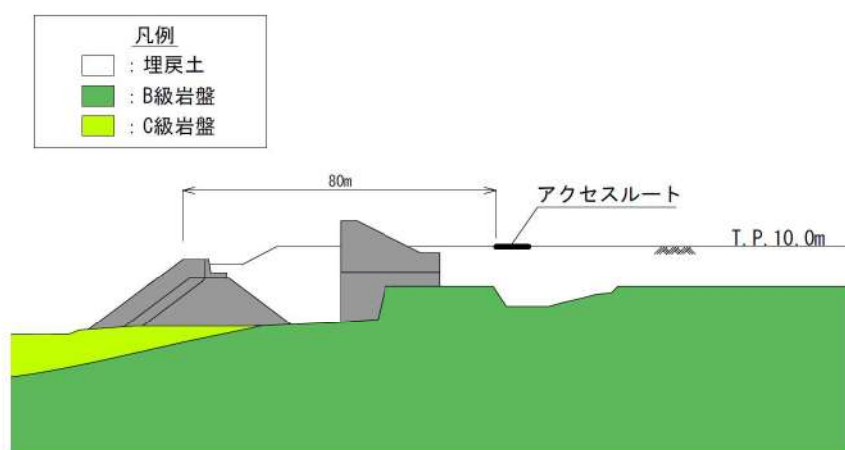 凡例
：埋戻土
：B級岩盤
：C級岩盤
80m
アクセスルート
T.P.10.0m